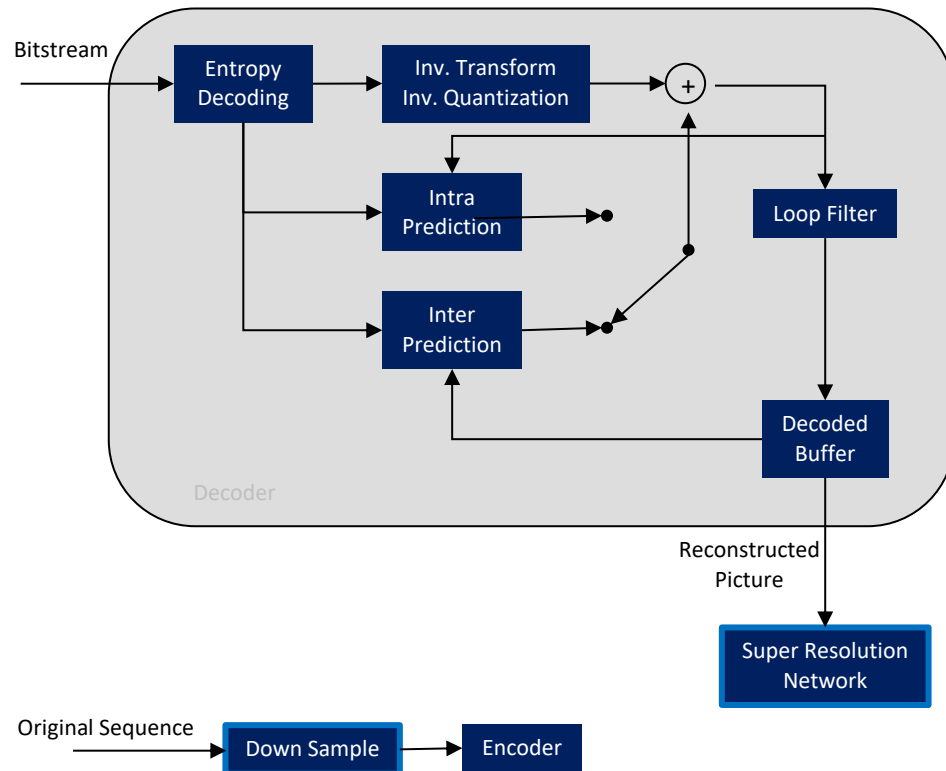 Bitstream
Entropy
Decoding
Inv. Transform
Inv. Quantization
+
Intra
Prediction
Loop Filter
Inter
Prediction
Decoded
Buffer
Decoder
Reconstructed
Picture
Super Resolution
Network
Original Sequence
Down Sample
Encoder